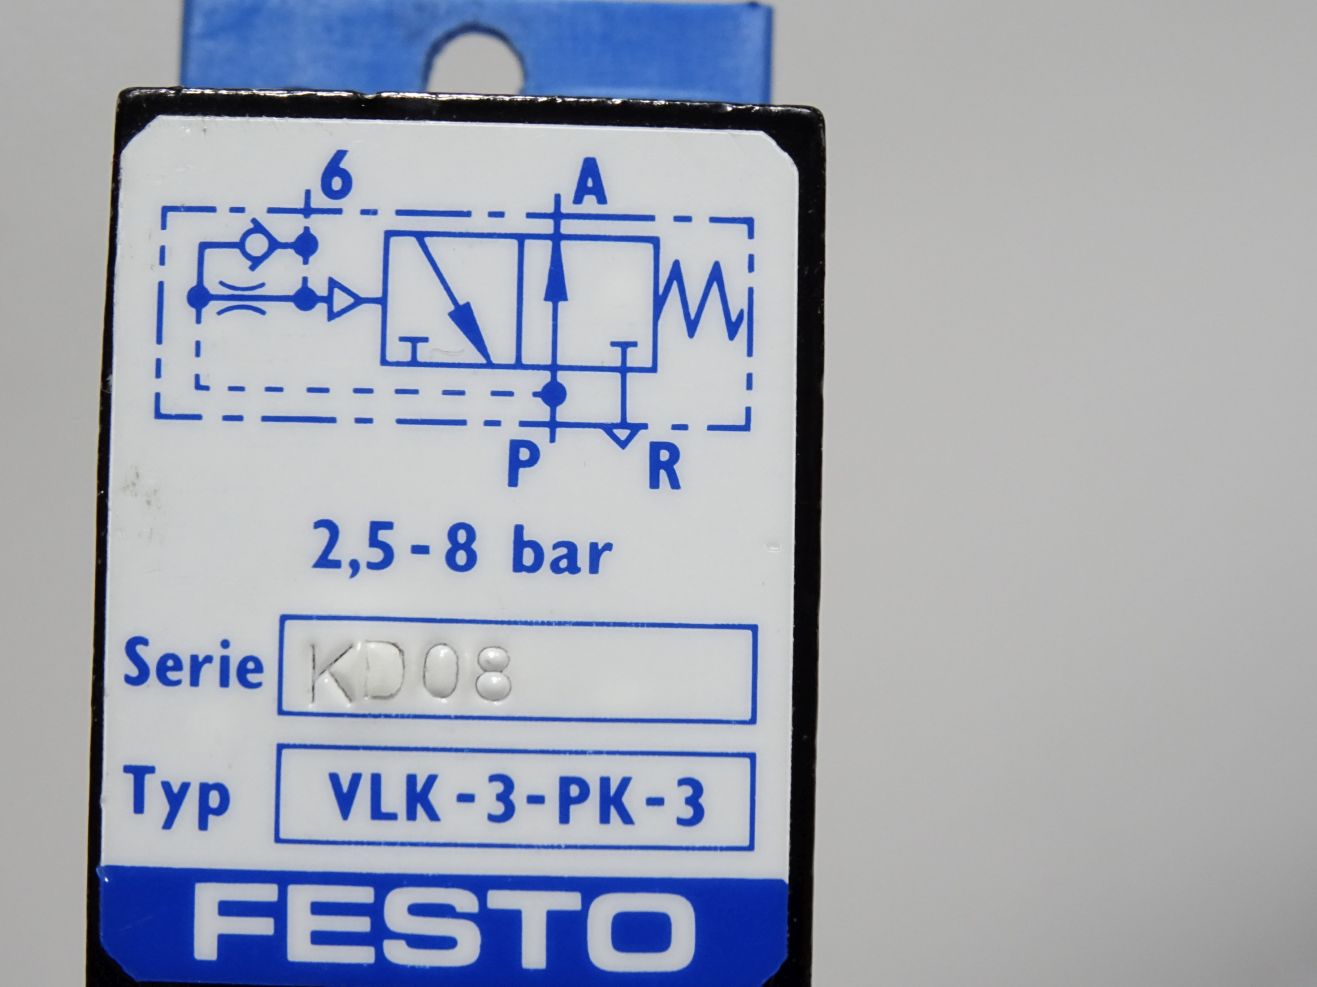 6 A
P R
2,5-8 bar
Serie KD08
Typ VLK-3-PK-3
FESTO